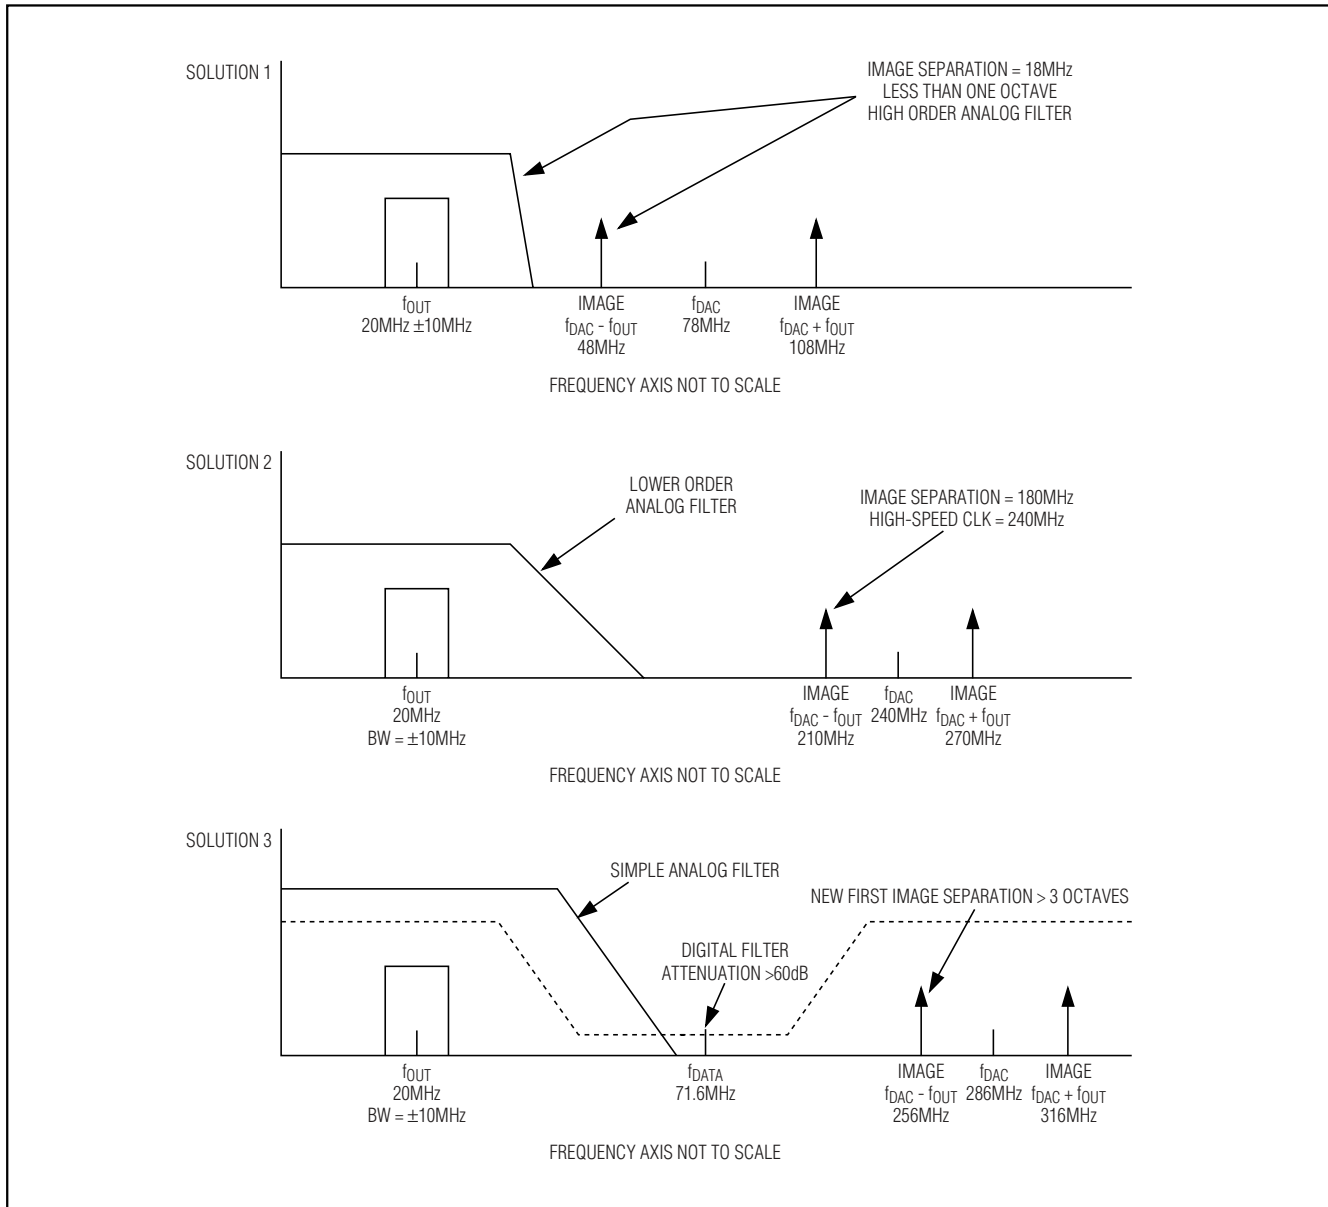 SOLUTION 1
IMAGE SEPARATION = 18MHz
LESS THAN ONE OCTAVE
HIGH ORDER ANALOG FILTER
fOUT
20MHz ±10MHz
IMAGE
fDAC - fOUT
48MHz
fDAC
78MHz
IMAGE
fDAC + fOUT
108MHz
FREQUENCY AXIS NOT TO SCALE
SOLUTION 2
LOWER ORDER
ANALOG FILTER
IMAGE SEPARATION = 180MHz
HIGH-SPEED CLK = 240MHz
fOUT
20MHz
BW = ±10MHz
IMAGE
fDAC - fOUT
210MHz
fDAC
240MHz
IMAGE
fDAC + fOUT
270MHz
FREQUENCY AXIS NOT TO SCALE
SOLUTION 3
SIMPLE ANALOG FILTER
NEW FIRST IMAGE SEPARATION > 3 OCTAVES
DIGITAL FILTER
ATTENUATION >60dB
fOUT
20MHz
BW = ±10MHz
fDATA
71.6MHz
IMAGE
fDAC - fOUT
256MHz
fDAC
286MHz
IMAGE
fDAC + fOUT
316MHz
FREQUENCY AXIS NOT TO SCALE